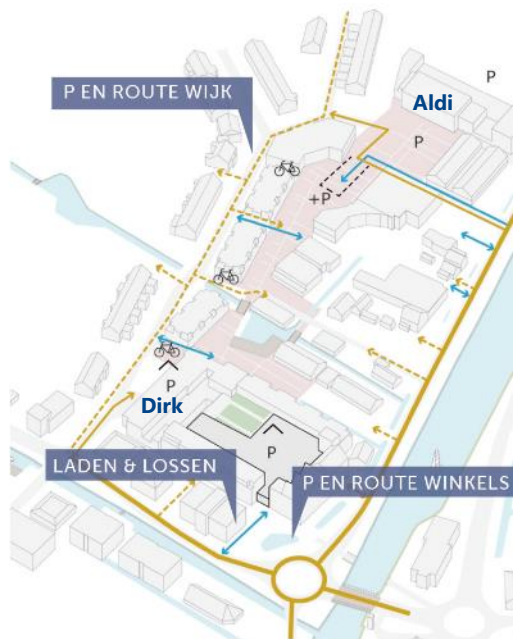 P
P EN ROUTE WIJK
Aldi
P
+P
P
Dirk
P
LADEN & LOSSEN
P EN ROUTE WINKELS